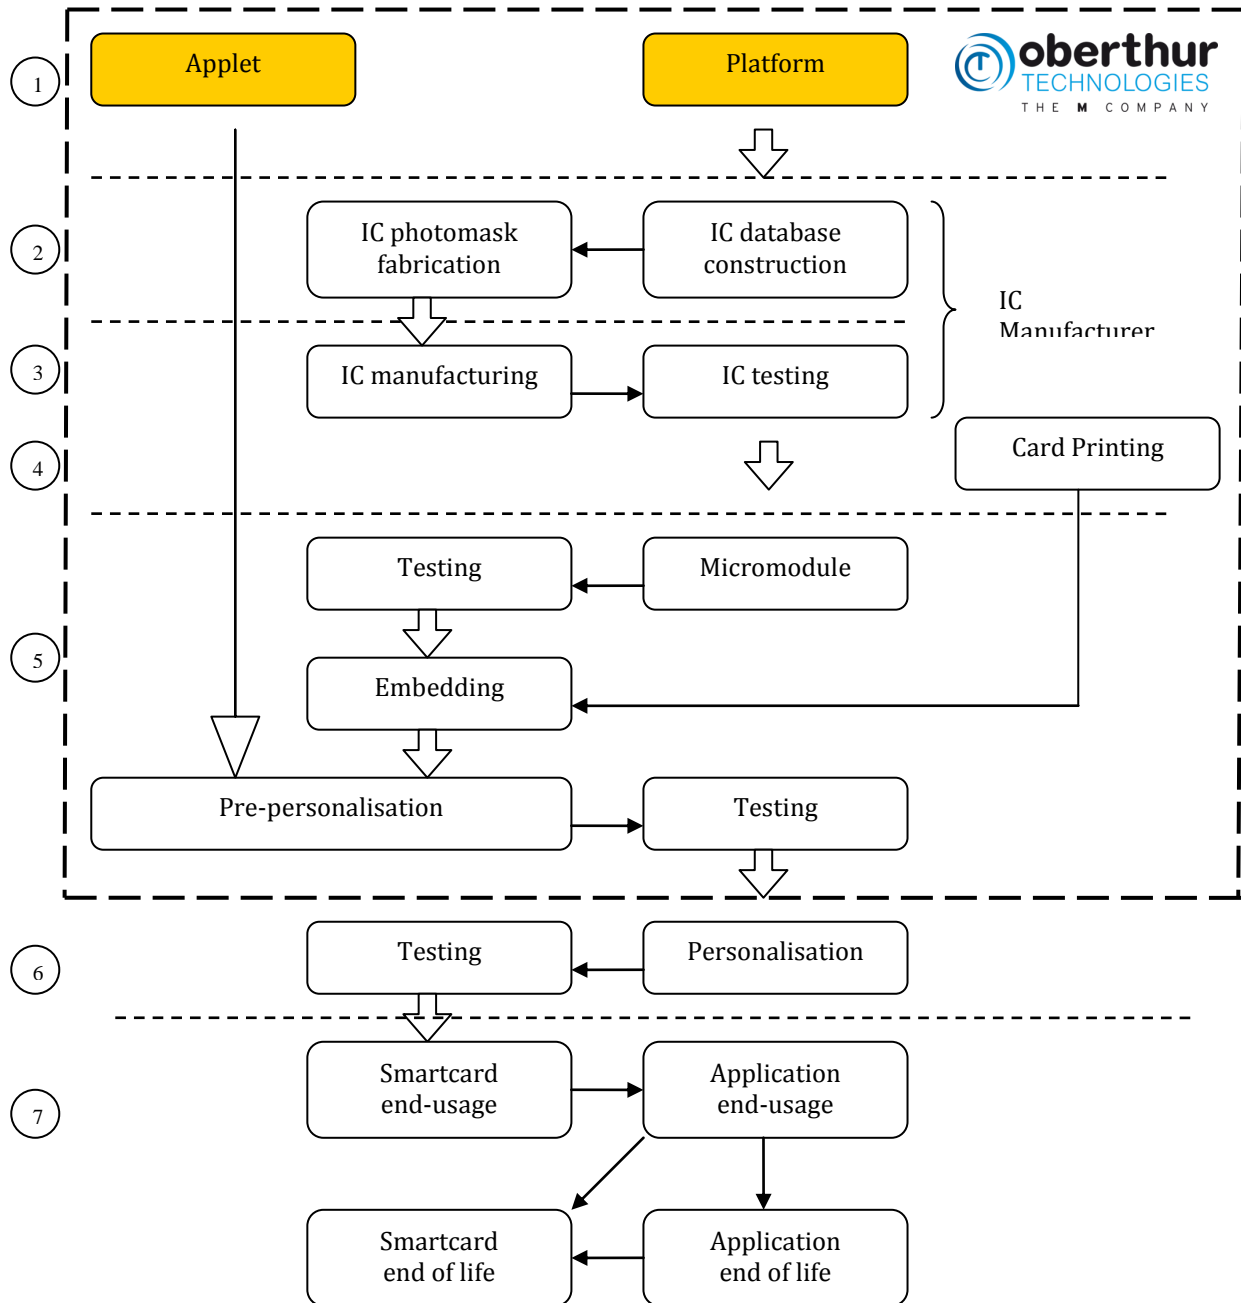 1
Applet
Platform
oberthur
TECHNOLOGIES
THE M COMPANY
2
IC photomask
fabrication
IC database
construction
IC
Manufacturer
3
IC manufacturing
IC testing
4
Card Printing
Testing
Micromodule
5
Embedding
Pre-personalisation
Testing
6
Testing
Personalisation
7
Smartcard
end-usage
Application
end-usage
Smartcard
end of life
Application
end of life